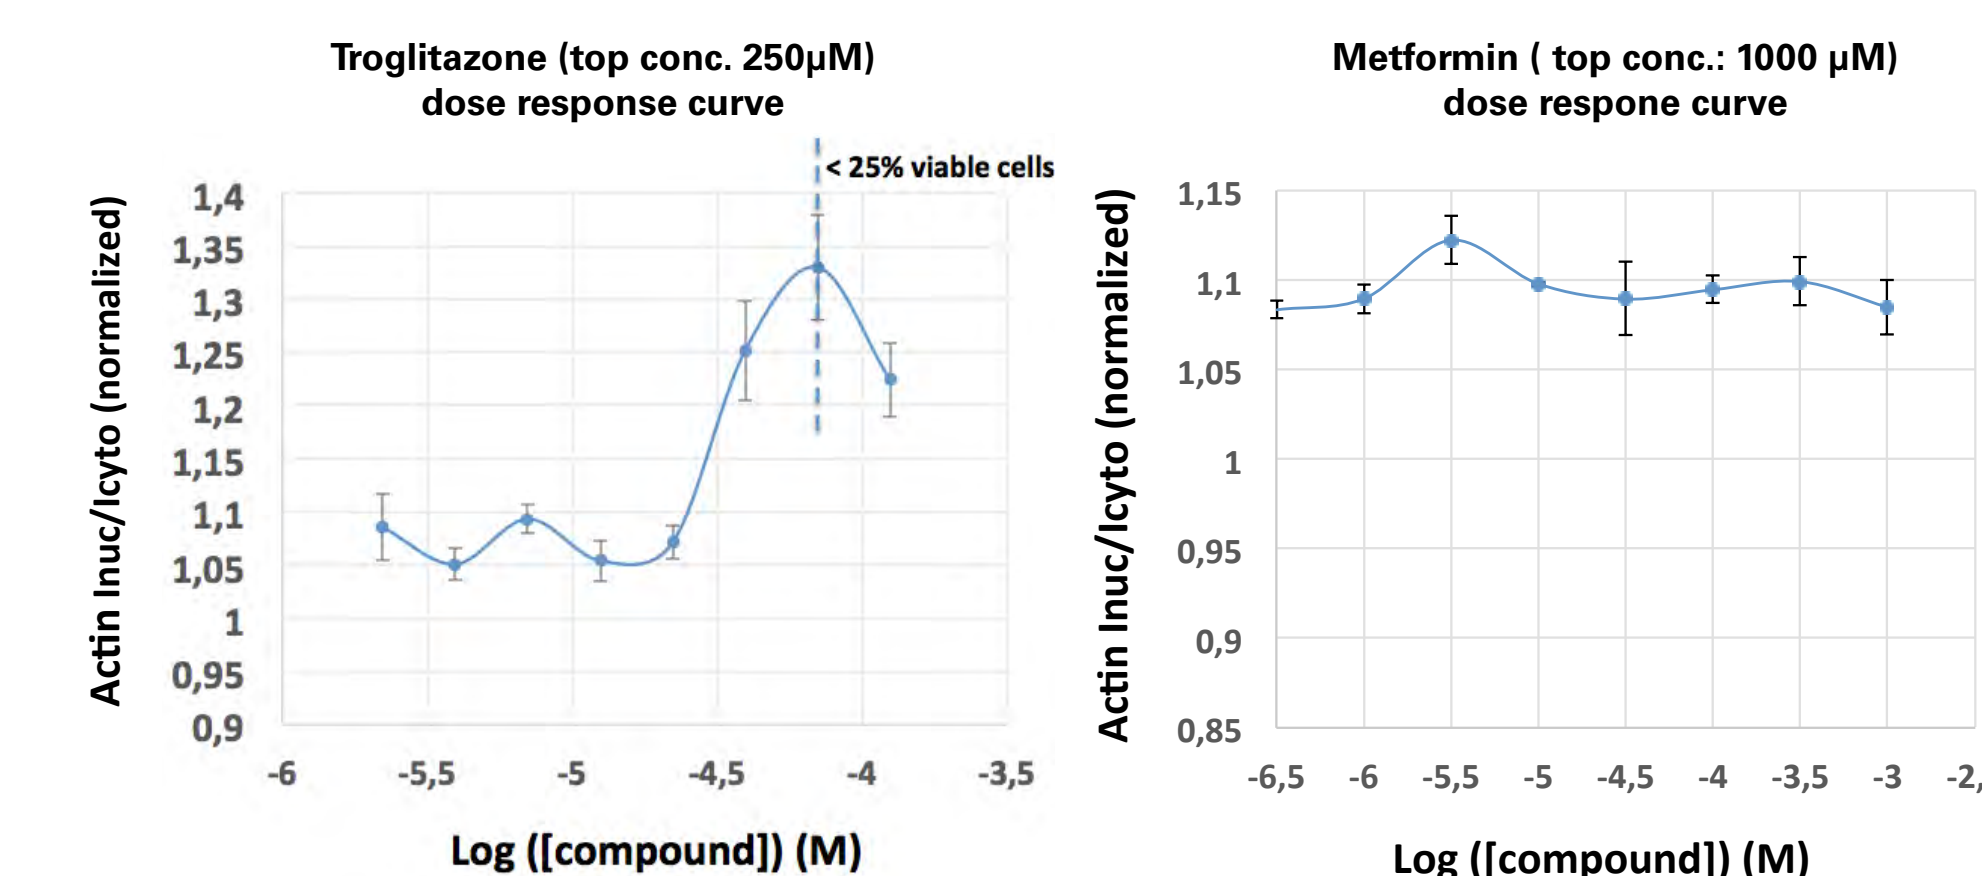 Troglitazone (top conc. 250µM)
dose response curve
< 25% viable cells
Actin Inuc/Icyto (normalized)
1,4
1,35
1,3
1,25
1,2
1,15
1,1
1,05
1
0,95
0,9
-6 -5,5 -5 -4,5 -4 -3,5
Log ([compound]) (M)
Metformin ( top conc.: 1000 µM)
dose respone curve
Actin Inuc/Icyto (normalized)
1,15
1,1
1,05
1
0,95
0,9
0,85
-6,5 -6 -5,5 -5 -4,5 -4 -3,5 -3 -2,
Log ([compound]) (M)